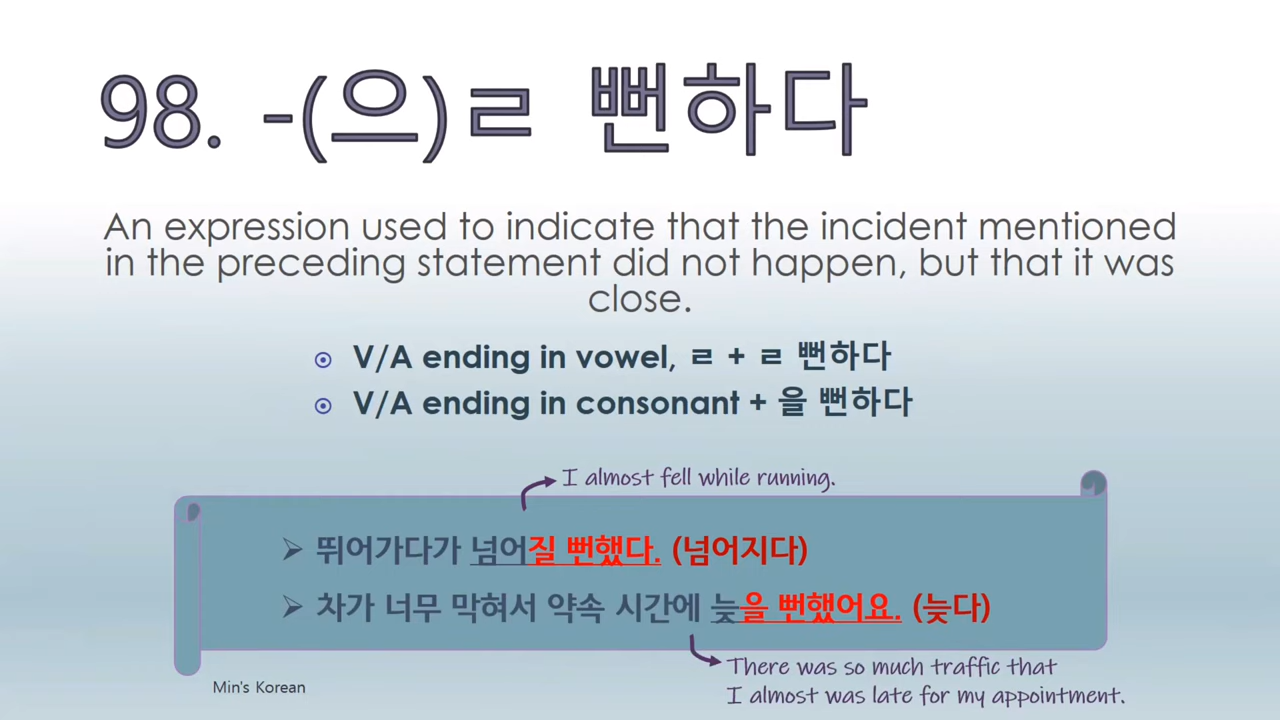 98. -(으)ㄹ 뻔하다
An expression used to indicate that the incident mentioned
in the preceding statement did not happen, but that it was
close.
V/A ending in vowel, ㄹ + ㄹ 뻔하다
V/A ending in consonant + 을 뻔하다
I almost fell while running.
뛰어가다가 넘어질 뻔했다. (넘어지다)
차가 너무 막혀서 약속 시간에 늦을 뻔했어요. (늦다)
There was so much traffic that
I almost was late for my appointment.
Min's Korean